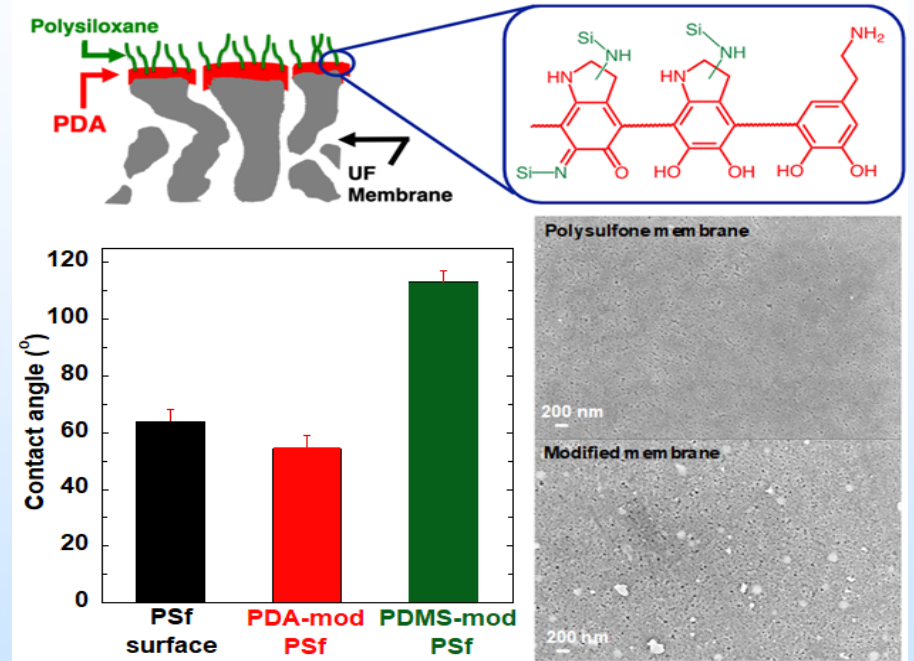 Polysiloxane
PDA
UF
Membrane
Si
NH
HN
Si
N
O
Si
NH
HN
HO
OH
NH₂
HO
OH
Contact angle (⁰)
120
100
80
60
40
20
0
PSf
surface
PDA-mod
PSf
PDMS-mod
PSf
Polysulfone membrane
200 nm
Modified membrane
200 nm